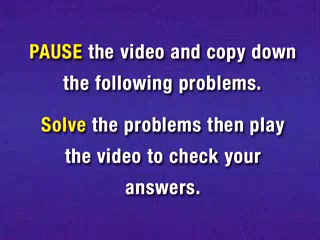 PAUSE the video and copy down
the following problems.
Solve the problems then play
the video to check your
answers.